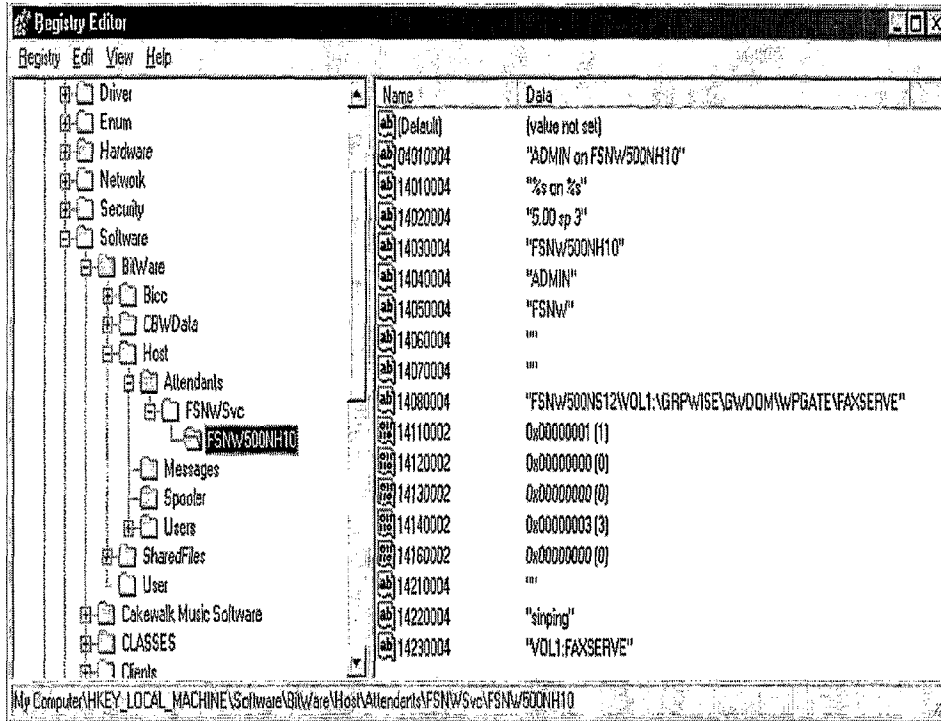 Registry Editor
Registry Edit View Help
Driver
Enum
Hardware
Network
Security
Software
BitWare
Bicc
CBWData
Host
Attendants
FSNWSvc
FSNW500NH10
Messages
Spooler
Users
SharedFiles
User
Cakewalk Music Software
CLASSES
Clients
Name Data
(Default) (value not set)
04010004 "ADMIN on FSNW500NH10"
14010004 "%s on %s"
14020004 "5.00 sp 3"
14030004 "FSNW500NH10"
14040004 "ADMIN"
14050004 "FSNW"
14060004 ""
14070004 ""
14080004 "FSNW500NS12\VOL1:\GRPWISE\GWDOM\WPGATE\FAXSERVE"
14110002 0x00000001 (1)
14120002 0x00000000 (0)
14130002 0x00000000 (0)
14140002 0x00000003 (3)
14160002 0x00000000 (0)
14210004 ""
14220004 "sinping"
14230004 "VOL1:FAXSERVE"
My Computer\HKEY_LOCAL_MACHINE\Software\BitWare\Host\Attendants\FSNWSvc\FSNW500NH10